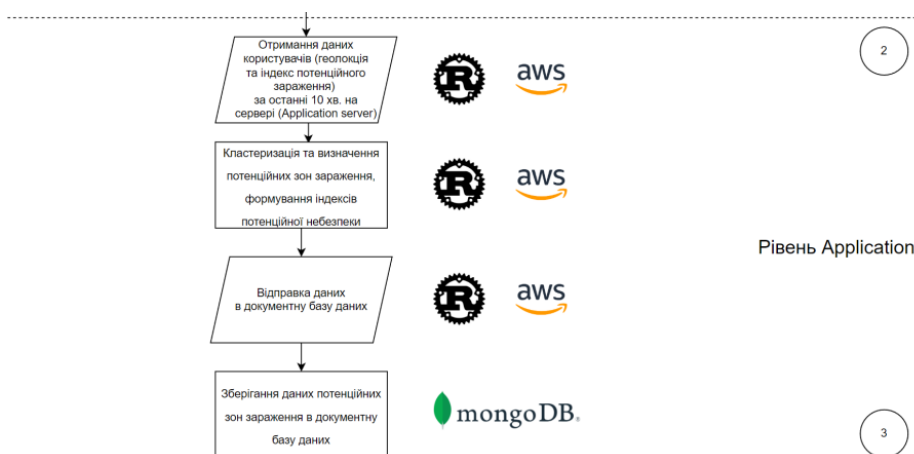 Отримання даних
користувачів (геолокція
та індекс потенційного
зараження)
за останні 10 хв. на
сервері (Application server)
R aws
2
Кластеризація та визначення
потенційних зон зараження,
формування індексів
потенційної небезпеки
R aws
Рівень Application
Відправка даних
в документну базу даних
R aws
Зберігання даних потенційних
зон зараження в документну
базу даних
mongoDB.
3